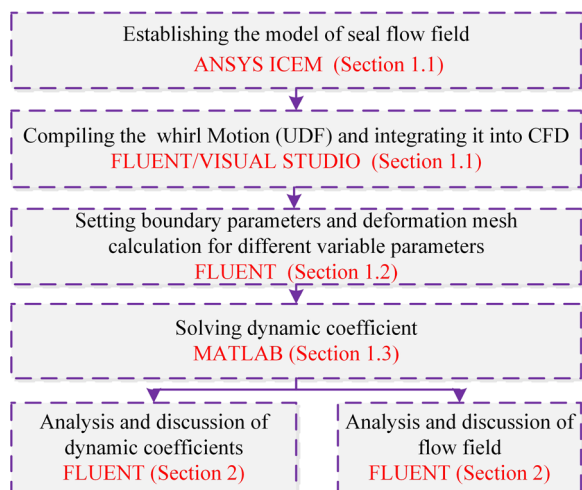 Establishing the model of seal flow field
ANSYS ICEM (Section 1.1)
Compiling the whirl Motion (UDF) and integrating it into CFD
FLUENT/VISUAL STUDIO (Section 1.1)
Setting boundary parameters and deformation mesh
calculation for different variable parameters
FLUENT (Section 1.2)
Solving dynamic coefficient
MATLAB (Section 1.3)
Analysis and discussion of
dynamic coefficients
FLUENT (Section 2)
Analysis and discussion of
flow field
FLUENT (Section 2)